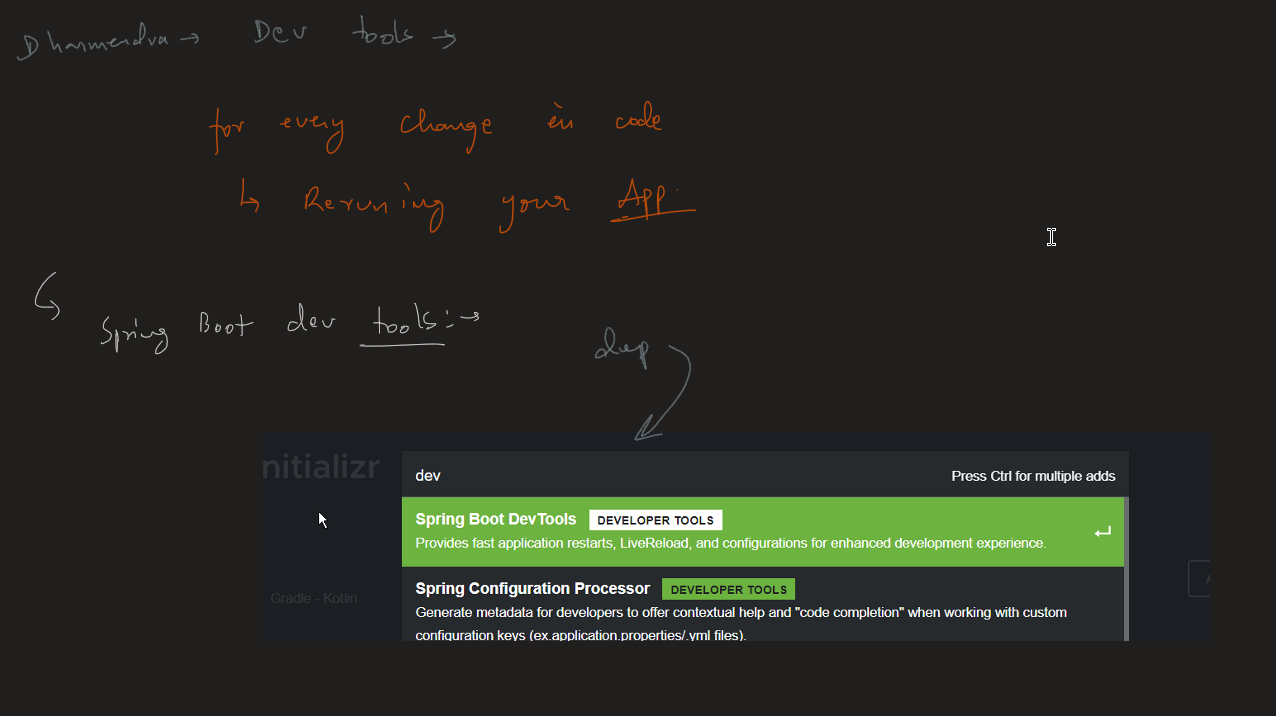 Dharmendra → Dev tools →
for every change in code
↳ Reruning your App
Spring Boot dev tools:→
dep
nitializr
dev
Press Ctrl for multiple adds
Spring Boot DevTools DEVELOPER TOOLS
Provides fast application restarts, LiveReload, and configurations for enhanced development experience.
Gradle - Kotlin
Spring Configuration Processor DEVELOPER TOOLS
Generate metadata for developers to offer contextual help and "code completion" when working with custom
configuration keys (ex.application.properties/.yml files).